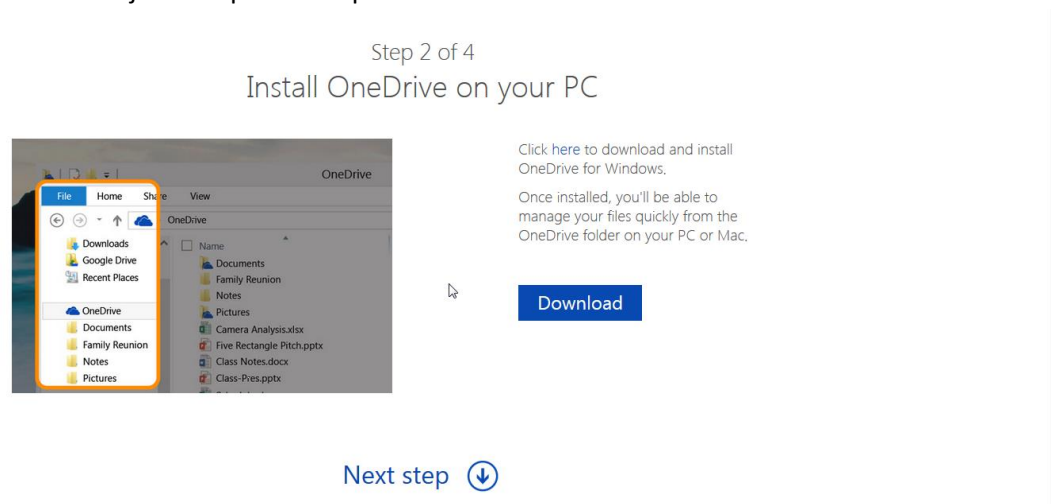 Step 2 of 4
Install OneDrive on your PC
OneDrive
File Home Share View
OneDrive
Downloads
Google Drive
Recent Places
OneDrive
Documents
Family Reunion
Notes
Pictures
Name
Documents
Family Reunion
Notes
Pictures
Camera Analysis.xlsx
Five Rectangle Pitch.pptx
Class Notes.docx
Class-Pres.pptx
Click here to download and install
OneDrive for Windows.
Once installed, you'll be able to
manage your files quickly from the
OneDrive folder on your PC or Mac.
Download
Next step